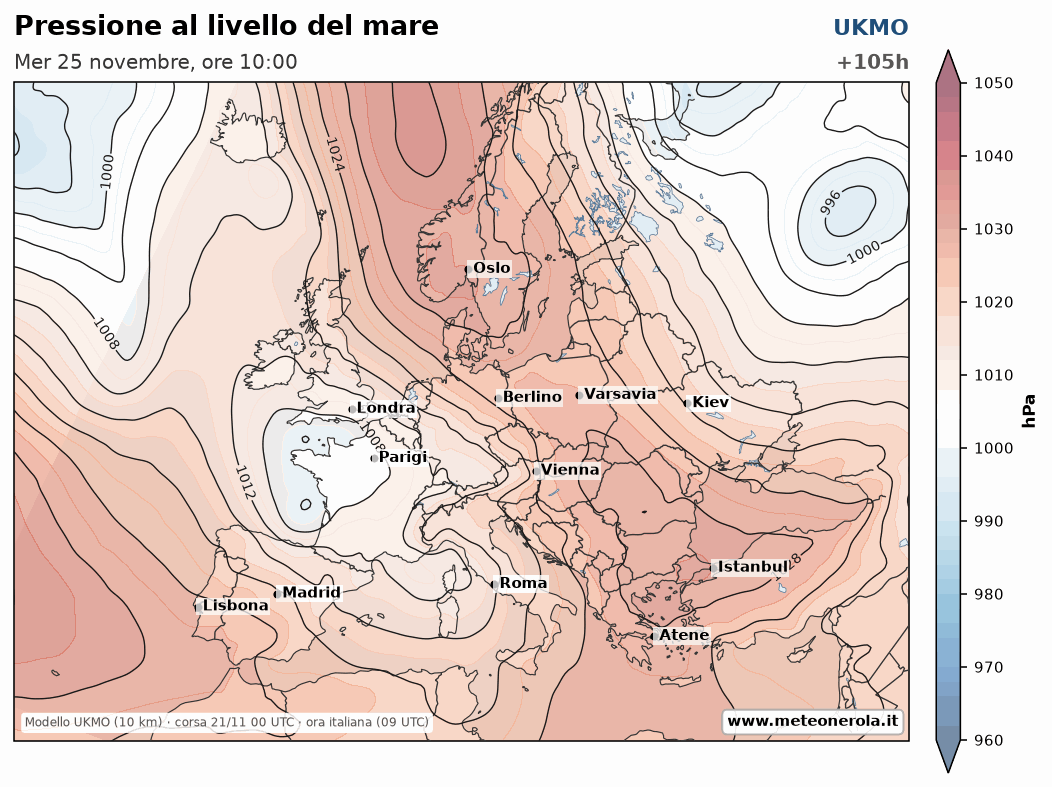 Pressione al livello del mare
UKMO
Mer 25 novembre, ore 10:00
+105h
1050
1040
1030
1020
1010
1000
990
980
970
960
hPa
1000
1024
996
1000
1008
1012
Oslo
Berlino
Varsavia
Kiev
Londra
Parigi
Vienna
Istanbul
Roma
Madrid
Lisbona
Atene
Modello UKMO (10 km) · corsa 21/11 00 UTC · ora italiana (09 UTC)
www.meteonerola.it